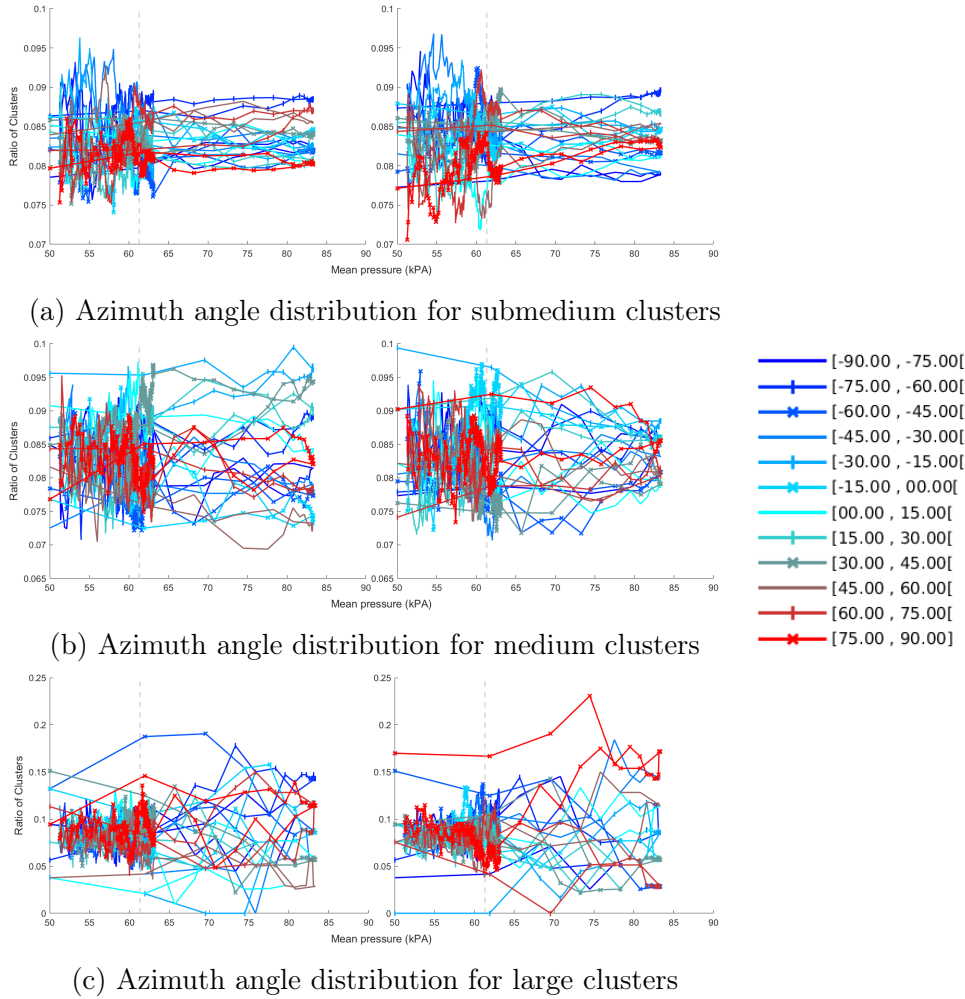 0.1
0.095
0.09
0.085
0.08
0.075
0.07
Ratio of Clusters
50 55 60 65 70 75 80 85 90
Mean pressure (kPA)
0.1
0.095
0.09
0.085
0.08
0.075
0.07
50 55 60 65 70 75 80 85 90
(a) Azimuth angle distribution for submedium clusters
0.1
0.095
0.09
0.085
0.08
0.075
0.07
0.065
Ratio of Clusters
50 55 60 65 70 75 80 85 90
Mean pressure (kPA)
0.1
0.095
0.09
0.085
0.08
0.075
0.07
0.065
50 55 60 65 70 75 80 85 90
(b) Azimuth angle distribution for medium clusters
[-90.00 , -75.00[
[-75.00 , -60.00[
[-60.00 , -45.00[
[-45.00 , -30.00[
[-30.00 , -15.00[
[-15.00 , 00.00[
[00.00 , 15.00[
[15.00 , 30.00[
[30.00 , 45.00[
[45.00 , 60.00[
[60.00 , 75.00[
[75.00 , 90.00]
0.25
0.2
0.15
0.1
0.05
0
Ratio of Clusters
50 55 60 65 70 75 80 85 90
Mean pressure (kPA)
0.25
0.2
0.15
0.1
0.05
0
50 55 60 65 70 75 80 85 90
(c) Azimuth angle distribution for large clusters